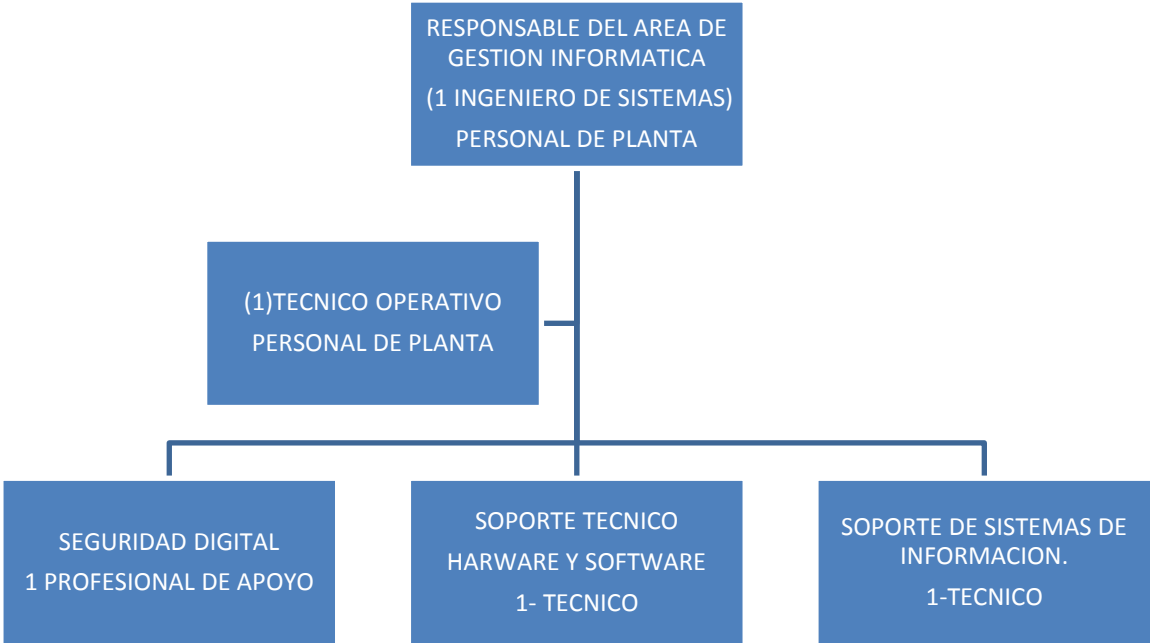 RESPONSABLE DEL AREA DE
GESTION INFORMATICA
(1 INGENIERO DE SISTEMAS)
PERSONAL DE PLANTA
(1)TECNICO OPERATIVO
PERSONAL DE PLANTA
SEGURIDAD DIGITAL
1 PROFESIONAL DE APOYO
SOPORTE TECNICO
HARWARE Y SOFTWARE
1- TECNICO
SOPORTE DE SISTEMAS DE
INFORMACION.
1-TECNICO